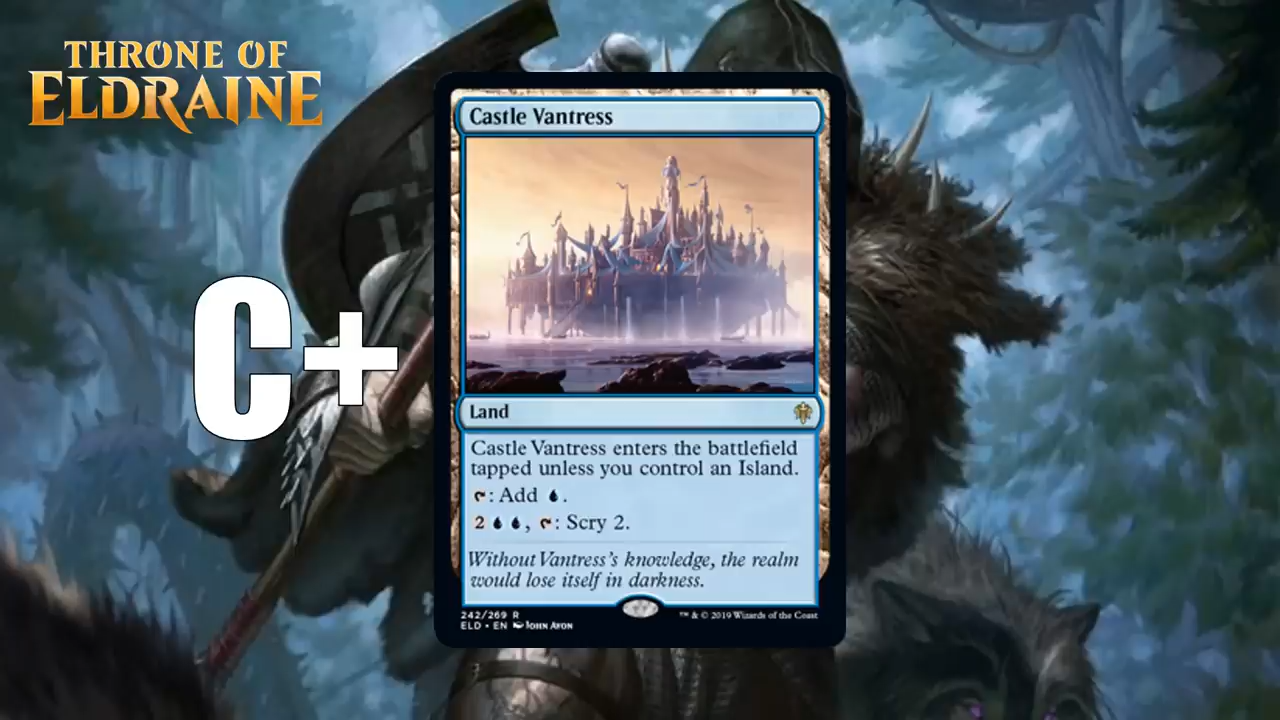 THRONE OF
ELDRAINE
C+
Castle Vantress
Land
Castle Vantress enters the battlefield
tapped unless you control an Island.
: Add .
2 , : Scry 2.
Without Vantress's knowledge, the realm
would lose itself in darkness.
242/269 R
ELD • EN JOHN AVON
™ & © 2019 Wizards of the Coast